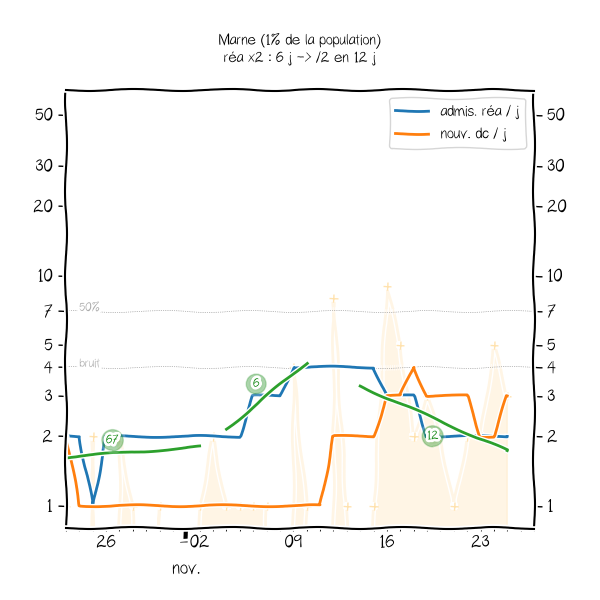 Marne (1% de la population)
réa x2 : 6 j -> /2 en 12 j
admis. réa / j
nouv. dc / j
50 50
30 30
20 20
10 10
7 50% 7
5 5
4 bruit 4
6
3 3
2 67 12 2
1 1
26 02 09 16 23
nov.